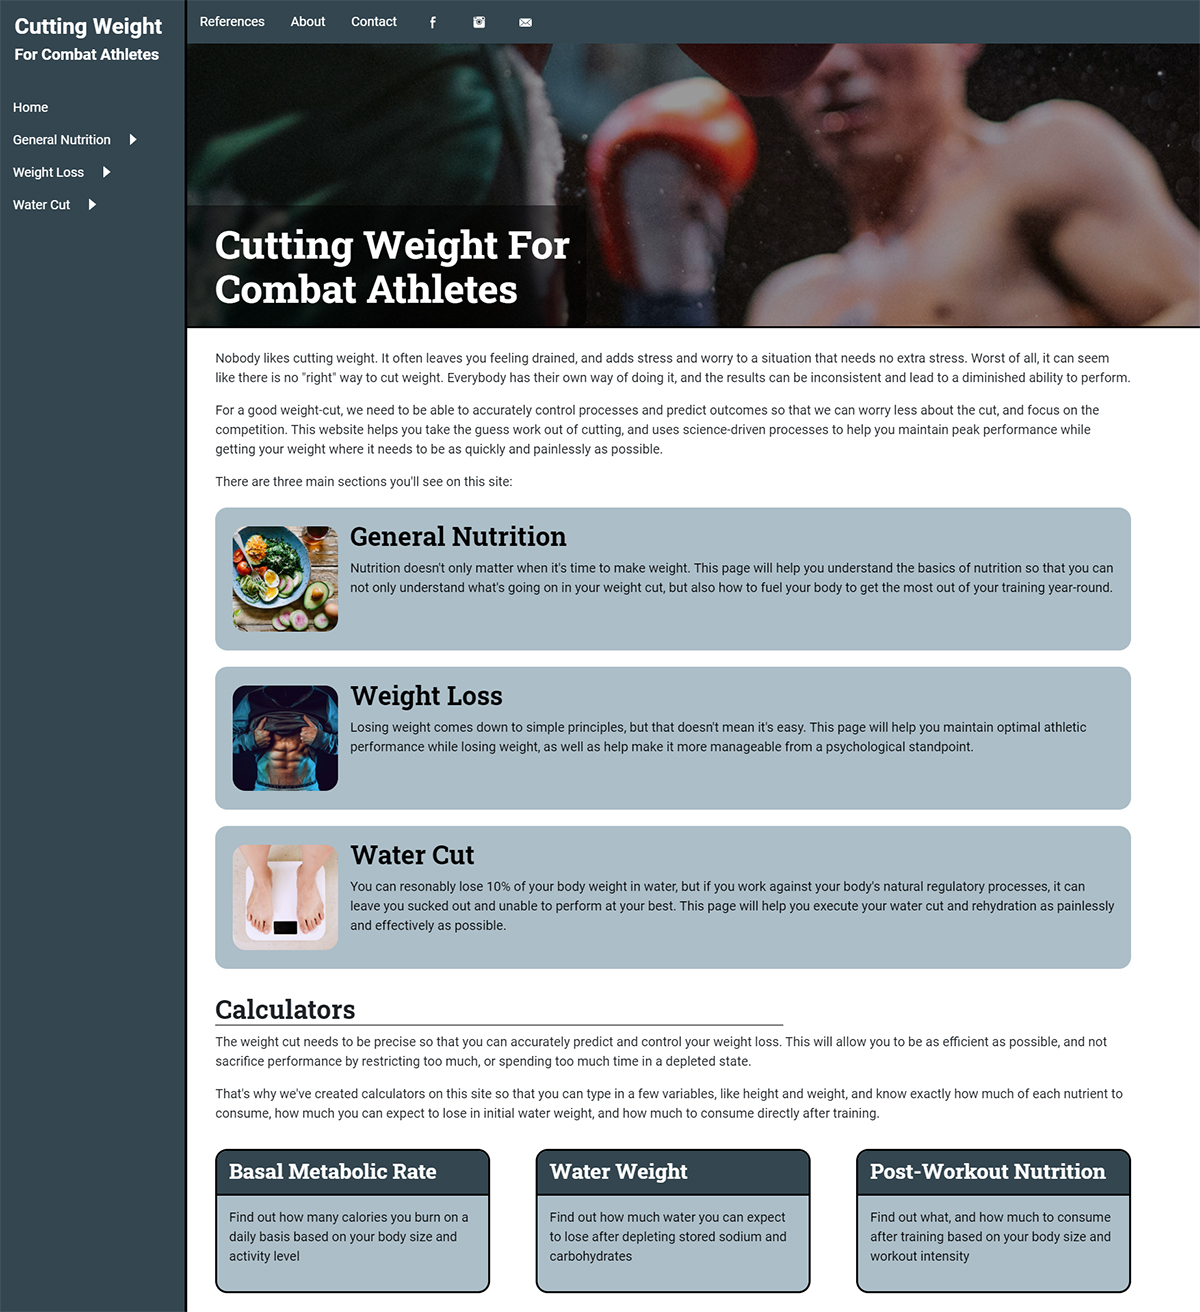 Cutting Weight
For Combat Athletes
Home
General Nutrition
Weight Loss
Water Cut
References
About
Contact
Cutting Weight For
Combat Athletes
Nobody likes cutting weight. It often leaves you feeling drained, and adds stress and worry to a situation that needs no extra stress. Worst of all, it can seem
like there is no "right" way to cut weight. Everybody has their own way of doing it, and the results can be inconsistent and lead to a diminished ability to perform.
For a good weight-cut, we need to be able to accurately control processes and predict outcomes so that we can worry less about the cut, and focus on the
competition. This website helps you take the guess work out of cutting, and uses science-driven processes to help you maintain peak performance while
getting your weight where it needs to be as quickly and painlessly as possible.
There are three main sections you'll see on this site:
General Nutrition
Nutrition doesn't only matter when it's time to make weight. This page will help you understand the basics of nutrition so that you can
not only understand what's going on in your weight cut, but also how to fuel your body to get the most out of your training year-round.
Weight Loss
Losing weight comes down to simple principles, but that doesn't mean it's easy. This page will help you maintain optimal athletic
performance while losing weight, as well as help make it more manageable from a psychological standpoint.
Water Cut
You can resonably lose 10% of your body weight in water, but if you work against your body's natural regulatory processes, it can
leave you sucked out and unable to perform at your best. This page will help you execute your water cut and rehydration as painlessly
and effectively as possible.
Calculators
The weight cut needs to be precise so that you can accurately predict and control your weight loss. This will allow you to be as efficient as possible, and not
sacrifice performance by restricting too much, or spending too much time in a depleted state.
That's why we've created calculators on this site so that you can type in a few variables, like height and weight, and know exactly how much of each nutrient to
consume, how much you can expect to lose in initial water weight, and how much to consume directly after training.
Basal Metabolic Rate
Find out how many calories you burn on a
daily basis based on your body size and
activity level
Water Weight
Find out how much water you can expect
to lose after depleting stored sodium and
carbohydrates
Post-Workout Nutrition
Find out what, and how much to consume
after training based on your body size and
workout intensity